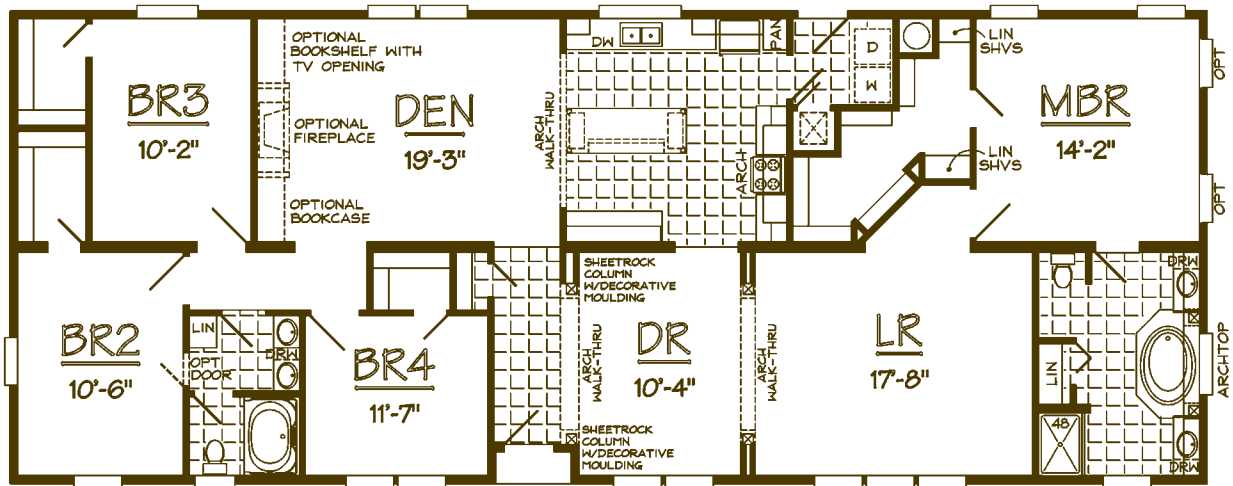 OPTIONAL
BOOKSHELF WITH
TV OPENING
BR3
10'-2"
OPTIONAL
FIREPLACE
DEN
19'-3"
OPTIONAL
BOOKCASE
ARCH
WALK-THRU
DW
PAN
D
W
ARCH
LIN
SHVS
LIN
SHVS
MBR
14'-2"
OPT
OPT
BR2
10'-6"
LIN
OPT
DOOR
DRW
BR4
11'-7"
SHEETROCK
COLUMN
W/DECORATIVE
MOULDING
ARCH
WALK-THRU
DR
10'-4"
ARCH
WALK-THRU
SHEETROCK
COLUMN
W/DECORATIVE
MOULDING
LR
17'-8"
DRW
LIN
48
ARCHTOP
DRW